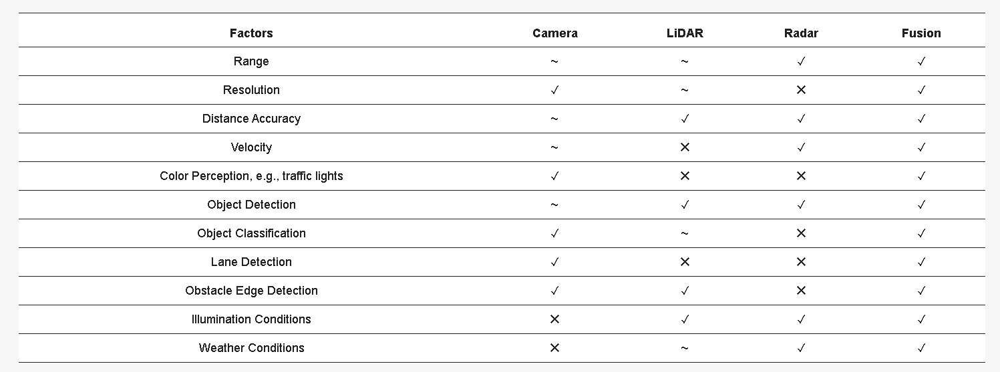 Factors Camera LiDAR Radar Fusion
Range ~ ~ ✓ ✓
Resolution ✓ ~ ✕ ✓
Distance Accuracy ~ ✓ ✓ ✓
Velocity ~ ✕ ✓ ✓
Color Perception, e.g., traffic lights ✓ ✕ ✕ ✓
Object Detection ~ ✓ ✓ ✓
Object Classification ✓ ~ ✕ ✓
Lane Detection ✓ ✕ ✕ ✓
Obstacle Edge Detection ✓ ✓ ✕ ✓
Illumination Conditions ✕ ✓ ✓ ✓
Weather Conditions ✕ ~ ✓ ✓